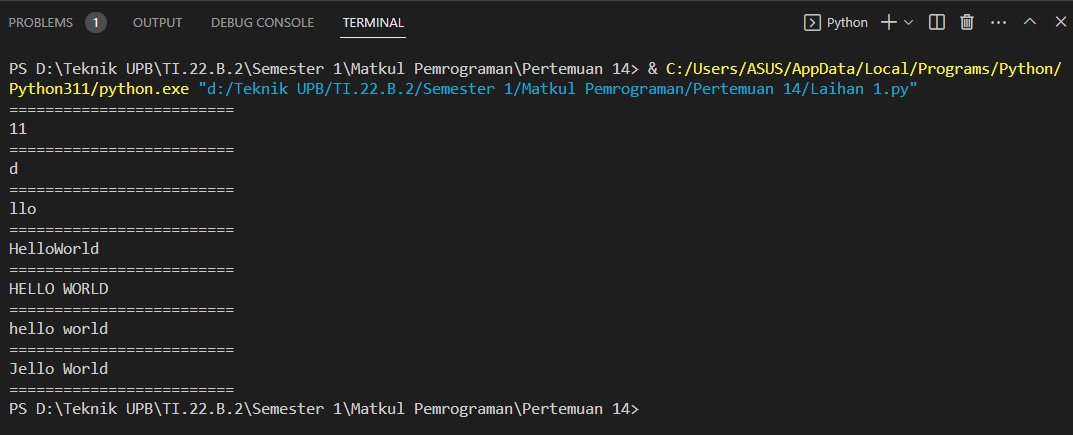 PROBLEMS 1 OUTPUT DEBUG CONSOLE TERMINAL Python
PS D:\Teknik UPB\TI.22.B.2\Semester 1\Matkul Pemrograman\Pertemuan 14> & C:/Users/ASUS/AppData/Local/Programs/Python/
Python311/python.exe "d:/Teknik UPB/TI.22.B.2/Semester 1/Matkul Pemrograman/Pertemuan 14/Laihan 1.py"
=========================
11
=========================
d
=========================
llo
=========================
HelloWorld
=========================
HELLO WORLD
=========================
hello world
=========================
Jello World
=========================
PS D:\Teknik UPB\TI.22.B.2\Semester 1\Matkul Pemrograman\Pertemuan 14>